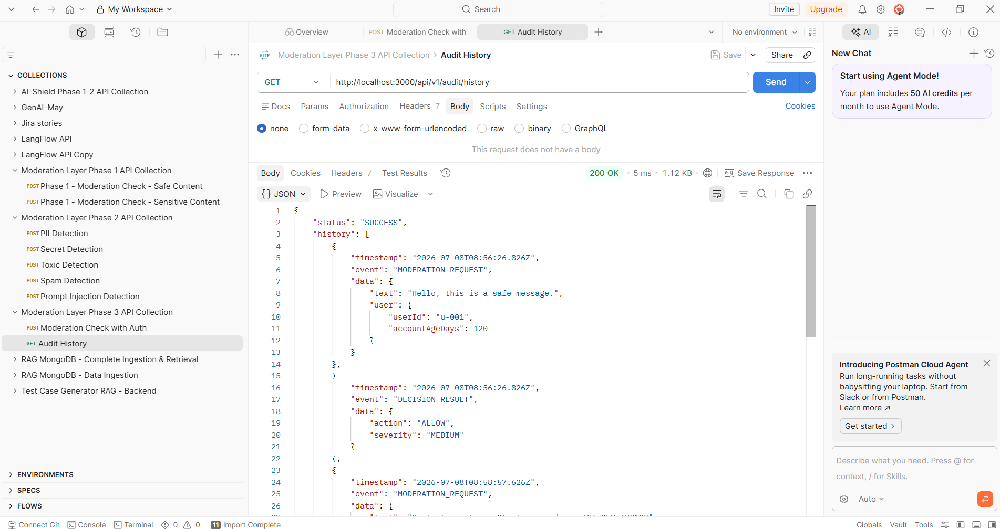 My Workspace
Search
Invite
Upgrade
Overview
POST Moderation Check with
GET Audit History
No environment
AI
HTTP Moderation Layer Phase 3 API Collection > Audit History
Save
Share
New Chat
COLLECTIONS
AI-Shield Phase 1-2 API Collection
GenAI-May
Jira stories
LangFlow API
LangFlow API Copy
Moderation Layer Phase 1 API Collection
POST Phase 1 - Moderation Check - Safe Content
POST Phase 1 - Moderation Check - Sensitive Content
Moderation Layer Phase 2 API Collection
POST PII Detection
POST Secret Detection
POST Toxic Detection
POST Spam Detection
POST Prompt Injection Detection
Moderation Layer Phase 3 API Collection
POST Moderation Check with Auth
GET Audit History
RAG MongoDB - Complete Ingestion & Retrieval
RAG MongoDB - Data Ingestion
Test Case Generator RAG - Backend
ENVIRONMENTS
SPECS
FLOWS
GET
http://localhost:3000/api/v1/audit/history
Send
Docs Params Authorization Headers 7 Body Scripts Settings
Cookies
none form-data x-www-form-urlencoded raw binary GraphQL
This request does not have a body
Body Cookies Headers 7 Test Results
200 OK • 5 ms • 1.12 KB •
e.g. Save Response
{} JSON Preview Visualize
1 {
2 "status": "SUCCESS",
3 "history": [
4 {
5 "timestamp": "2026-07-08T08:56:26.826Z",
6 "event": "MODERATION_REQUEST",
7 "data": {
8 "text": "Hello, this is a safe message.",
9 "user": {
10 "userId": "u-001",
11 "accountAgeDays": 120
12 }
13 }
14 },
15 {
16 "timestamp": "2026-07-08T08:56:26.826Z",
17 "event": "DECISION_RESULT",
18 "data": {
19 "action": "ALLOW",
20 "severity": "MEDIUM"
21 }
22 },
23 {
24 "timestamp": "2026-07-08T08:58:57.626Z",
25 "event": "MODERATION_REQUEST",
26 "data": {
Start using Agent Mode!
Your plan includes 50 AI credits per
month to use Agent Mode.
Introducing Postman Cloud Agent
Run long-running tasks without
babysitting your laptop. Start from
Slack or from Postman.
Learn more
Get started
Describe what you need. Press @ for
context, / for Skills.
Auto
Connect Git Console Terminal 0 0 11 Import Complete
Globals Vault Tools